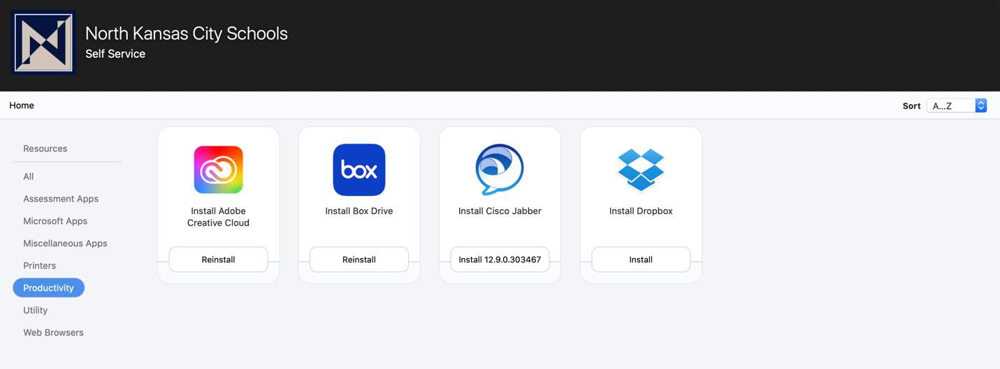 North Kansas City Schools
Self Service
Home
Sort
A...Z
Resources
All
Assessment Apps
Microsoft Apps
Miscellaneous Apps
Printers
Productivity
Utility
Web Browsers
Install Adobe
Creative Cloud
Reinstall
box
Install Box Drive
Reinstall
Install Cisco Jabber
Install 12.9.0.303467
Install Dropbox
Install